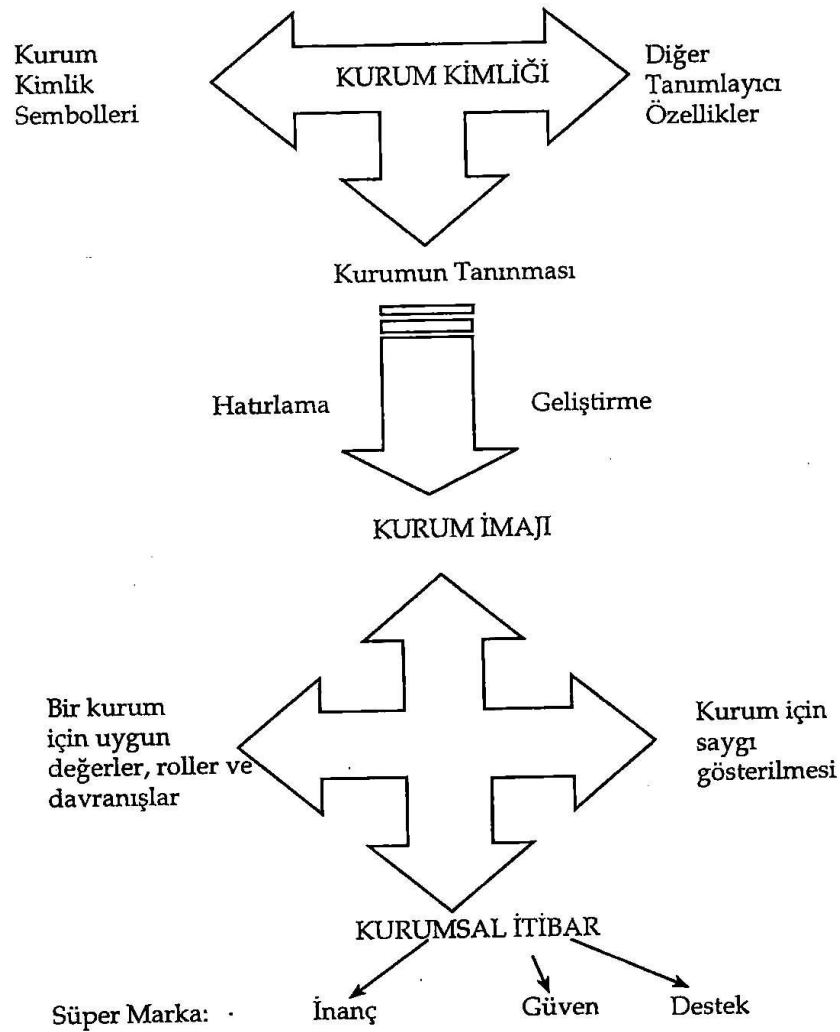 Kurum
Kimlik
Sembolleri
KURUM KİMLİĞİ
Diğer
Tanımlayıcı
Özellikler
Kurumun Tanınması
Hatırlama
Geliştirme
KURUM İMAJI
Bir kurum
için uygun
değerler, roller ve
davranışlar
Kurum için
saygı
gösterilmesi
KURUMSAL İTİBAR
Süper Marka:
İnanç
Güven
Destek